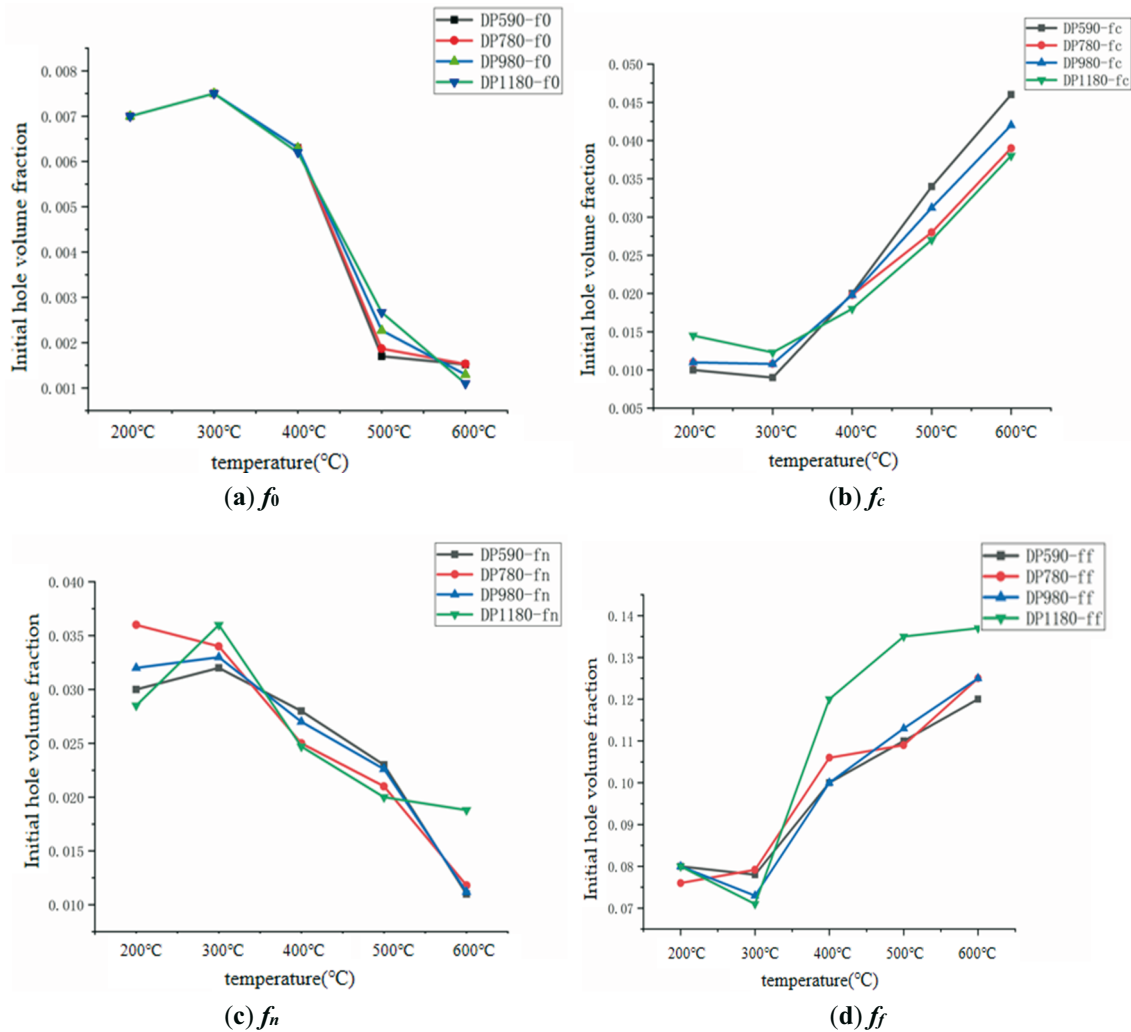 DP590-f0
DP780-f0
DP980-f0
DP1180-f0
0.008
0.007
0.006
0.005
0.004
0.003
0.002
0.001
Initial hole volume fraction
200℃ 300℃ 400℃ 500℃ 600℃
temperature(℃)
(a) f0
DP590-fc
DP780-fc
DP980-fc
DP1180-fc
0.050
0.045
0.040
0.035
0.030
0.025
0.020
0.015
0.010
0.005
Initial hole volume fraction
200℃ 300℃ 400℃ 500℃ 600℃
temperature(℃)
(b) fc
DP590-fn
DP780-fn
DP980-fn
DP1180-fn
0.040
0.035
0.030
0.025
0.020
0.015
0.010
Initial hole volume fraction
200℃ 300℃ 400℃ 500℃ 600℃
temperature(℃)
(c) fn
DP590-ff
DP780-ff
DP980-ff
DP1180-ff
0.14
0.13
0.12
0.11
0.10
0.09
0.08
0.07
Initial hole volume fraction
200℃ 300℃ 400℃ 500℃ 600℃
temperature(℃)
(d) ff